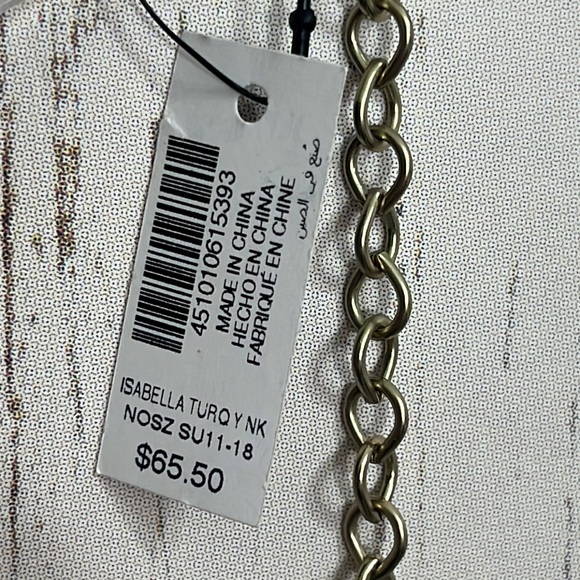 451010615393
MADE IN CHINA
HECHO EN CHINA
FABRIQUÉ EN CHINE
صنع في الصين
ISABELLA TURQ Y NK
NOSZ SU11-18
$65.50